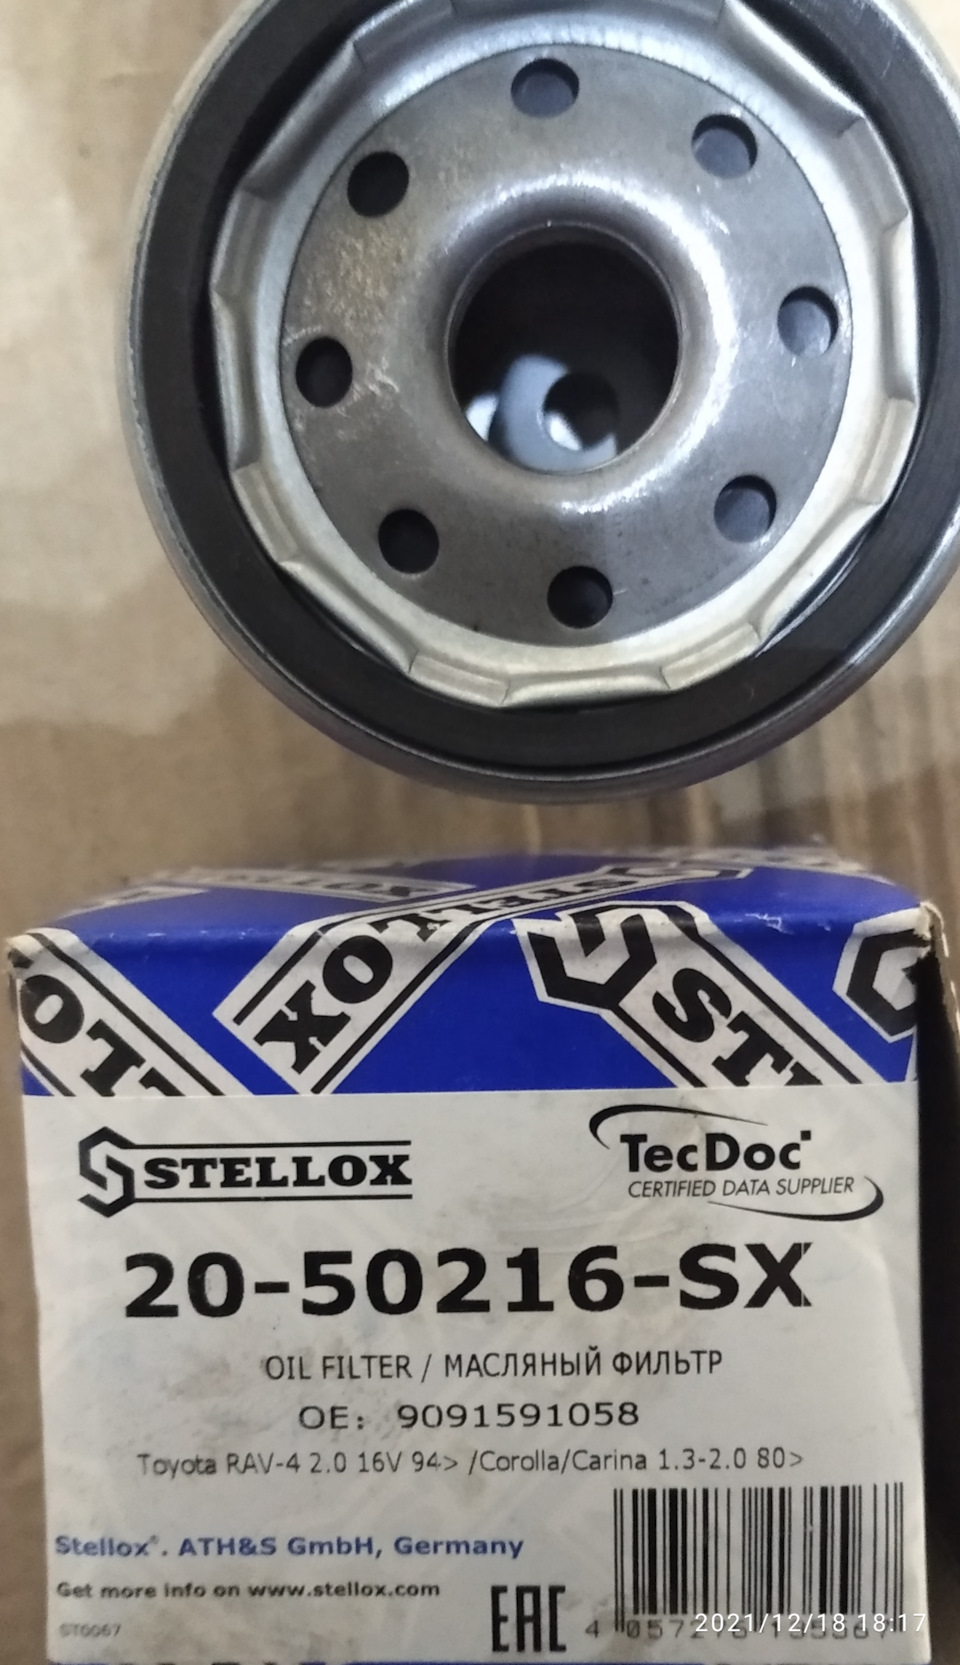 STELLOX
TecDoc
CERTIFIED DATA SUPPLIER
20-50216-SX
OIL FILTER / МАСЛЯНЫЙ ФИЛЬТР
OE: 9091591058
Toyota RAV-4 2.0 16V 94> /Corolla/Carina 1.3-2.0 80>
Stellox®. ATH&S GmbH, Germany
Get more info on www.stellox.com
ST0067
EAC
2021/12/18 18:17